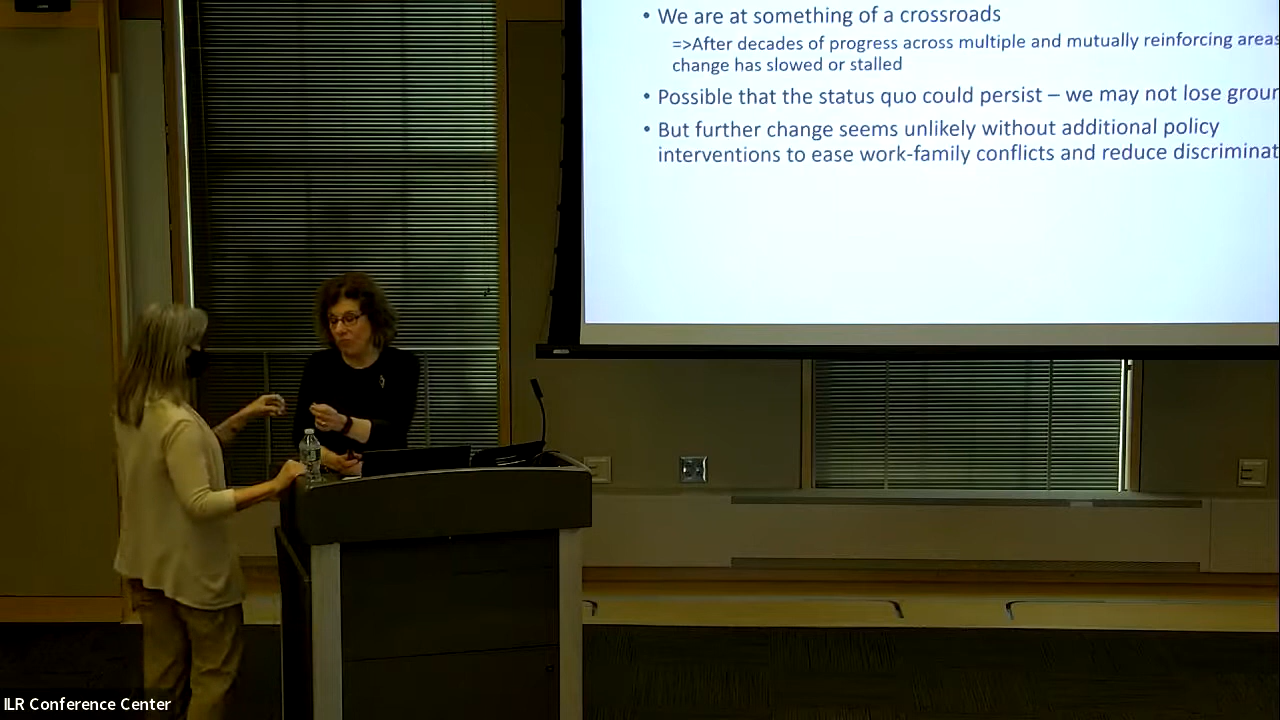 • We are at something of a crossroads
=>After decades of progress across multiple and mutually reinforcing areas
change has slowed or stalled
• Possible that the status quo could persist – we may not lose
• But further change seems unlikely without additional policy
interventions to ease work-family conflicts and reduce
ILR Conference Center